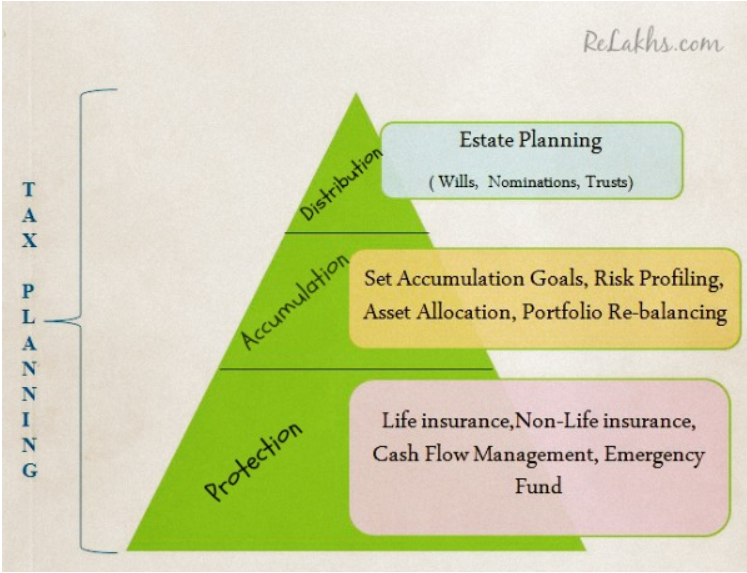 ReLakhs.com
TAX PLANNING
Distribution
Estate Planning
( Wills, Nominations, Trusts)
Accumulation
Set Accumulation Goals, Risk Profiling,
Asset Allocation, Portfolio Re-balancing
Protection
Life insurance,Non-Life insurance,
Cash Flow Management, Emergency
Fund